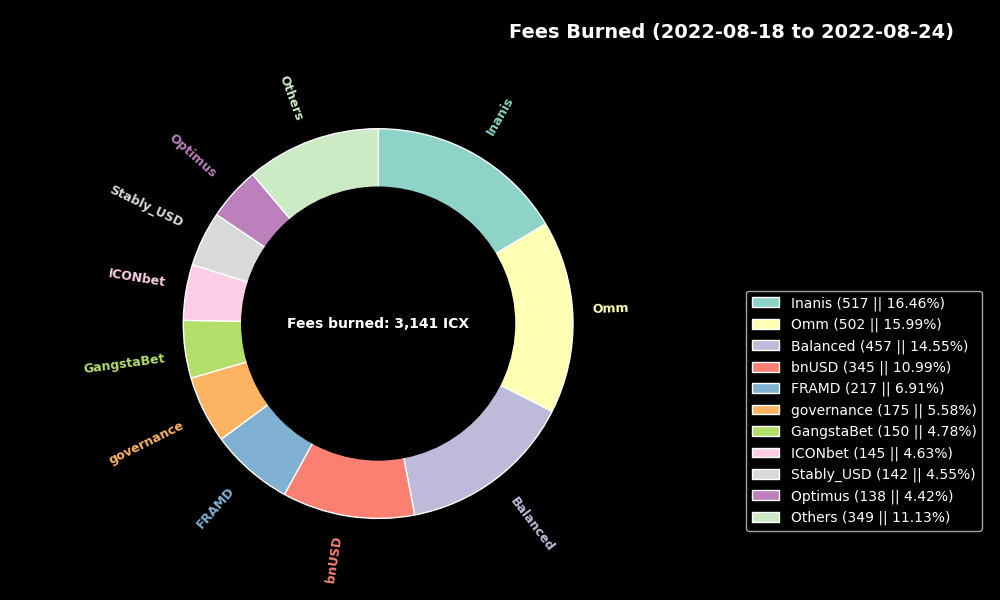 Fees Burned (2022-08-18 to 2022-08-24)
Others
Inanis
Optimus
Stably_USD
ICONbet
Omm
Fees burned: 3,141 ICX
GangstaBet
governance
FRAMD
Balanced
bnUSD
Inanis (517 || 16.46%)
Omm (502 || 15.99%)
Balanced (457 || 14.55%)
bnUSD (345 || 10.99%)
FRAMD (217 || 6.91%)
governance (175 || 5.58%)
GangstaBet (150 || 4.78%)
ICONbet (145 || 4.63%)
Stably_USD (142 || 4.55%)
Optimus (138 || 4.42%)
Others (349 || 11.13%)